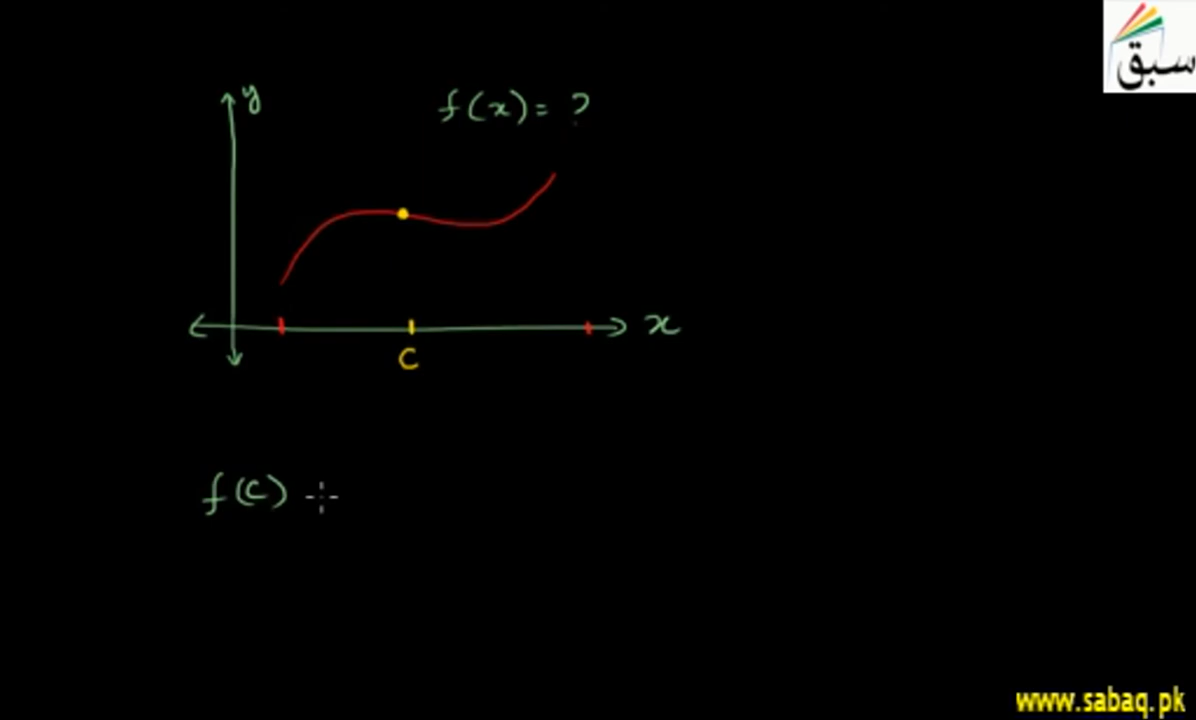 سبق
y
f(x) = ?
x
c
f(c)
www.sabaq.pk